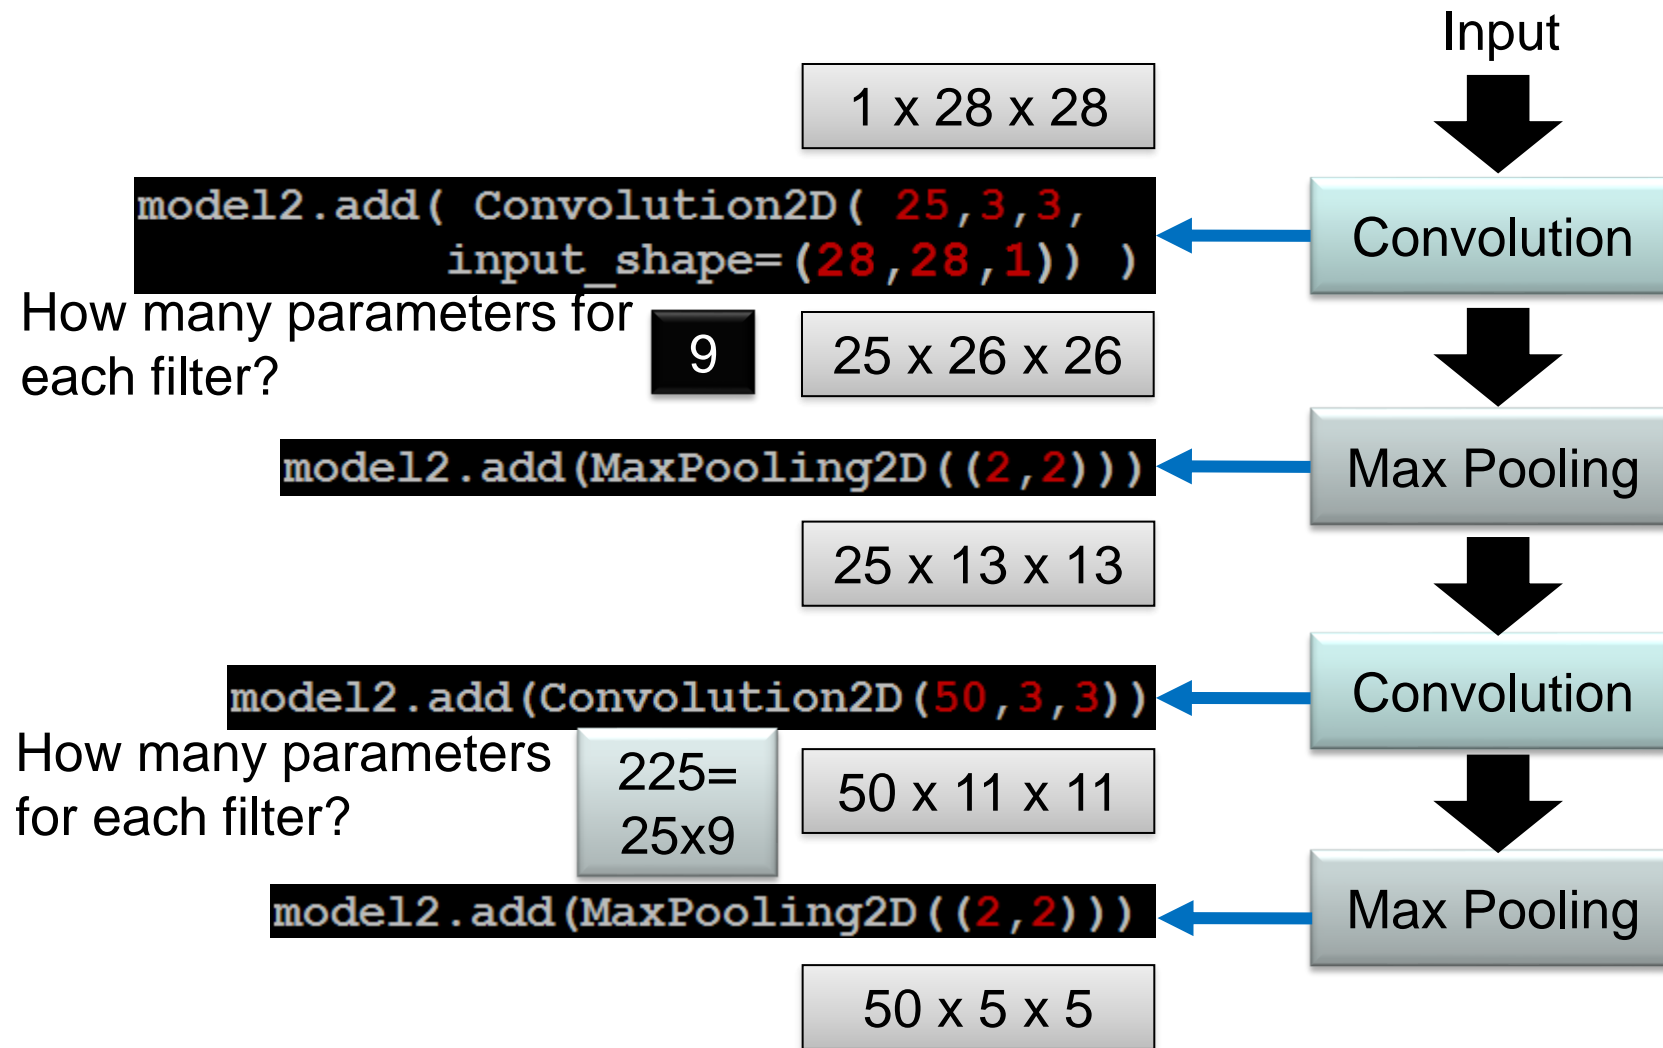 Input
1 x 28 x 28
model2.add( Convolution2D( 25,3,3,
input_shape=(28,28,1)) )
Convolution
How many parameters for
each filter?
9
25 x 26 x 26
model2.add(MaxPooling2D((2,2)))
Max Pooling
25 x 13 x 13
model2.add(Convolution2D(50,3,3))
Convolution
How many parameters
for each filter?
225=
25x9
50 x 11 x 11
model2.add(MaxPooling2D((2,2)))
Max Pooling
50 x 5 x 5